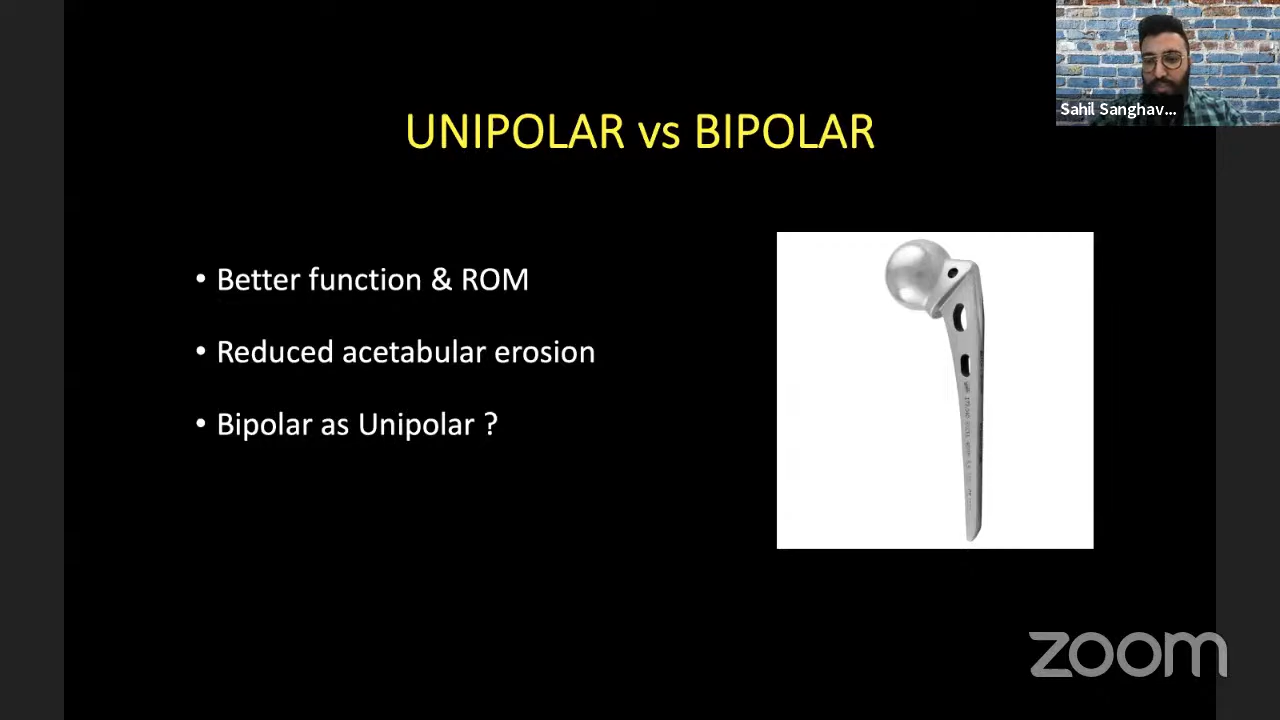 Sahil Sanghav...
UNIPOLAR vs BIPOLAR
• Better function & ROM
• Reduced acetabular erosion
• Bipolar as Unipolar ?
zoom